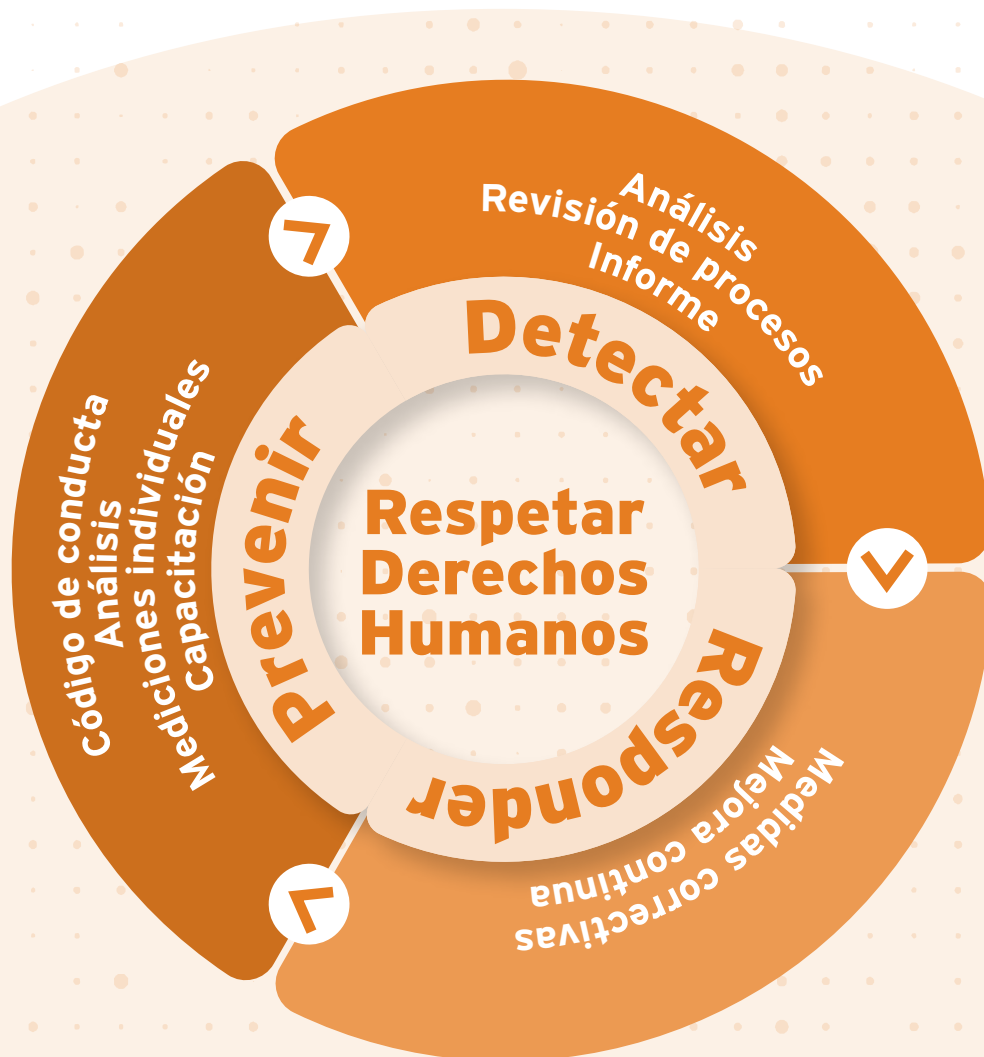 Respetar
Derechos
Humanos
Prevenir
Código de conducta
Análisis
Mediciones individuales
Capacitación
Detectar
Análisis
Revisión de procesos
Informe
Responder
Medidas correctivas
Mejora continua